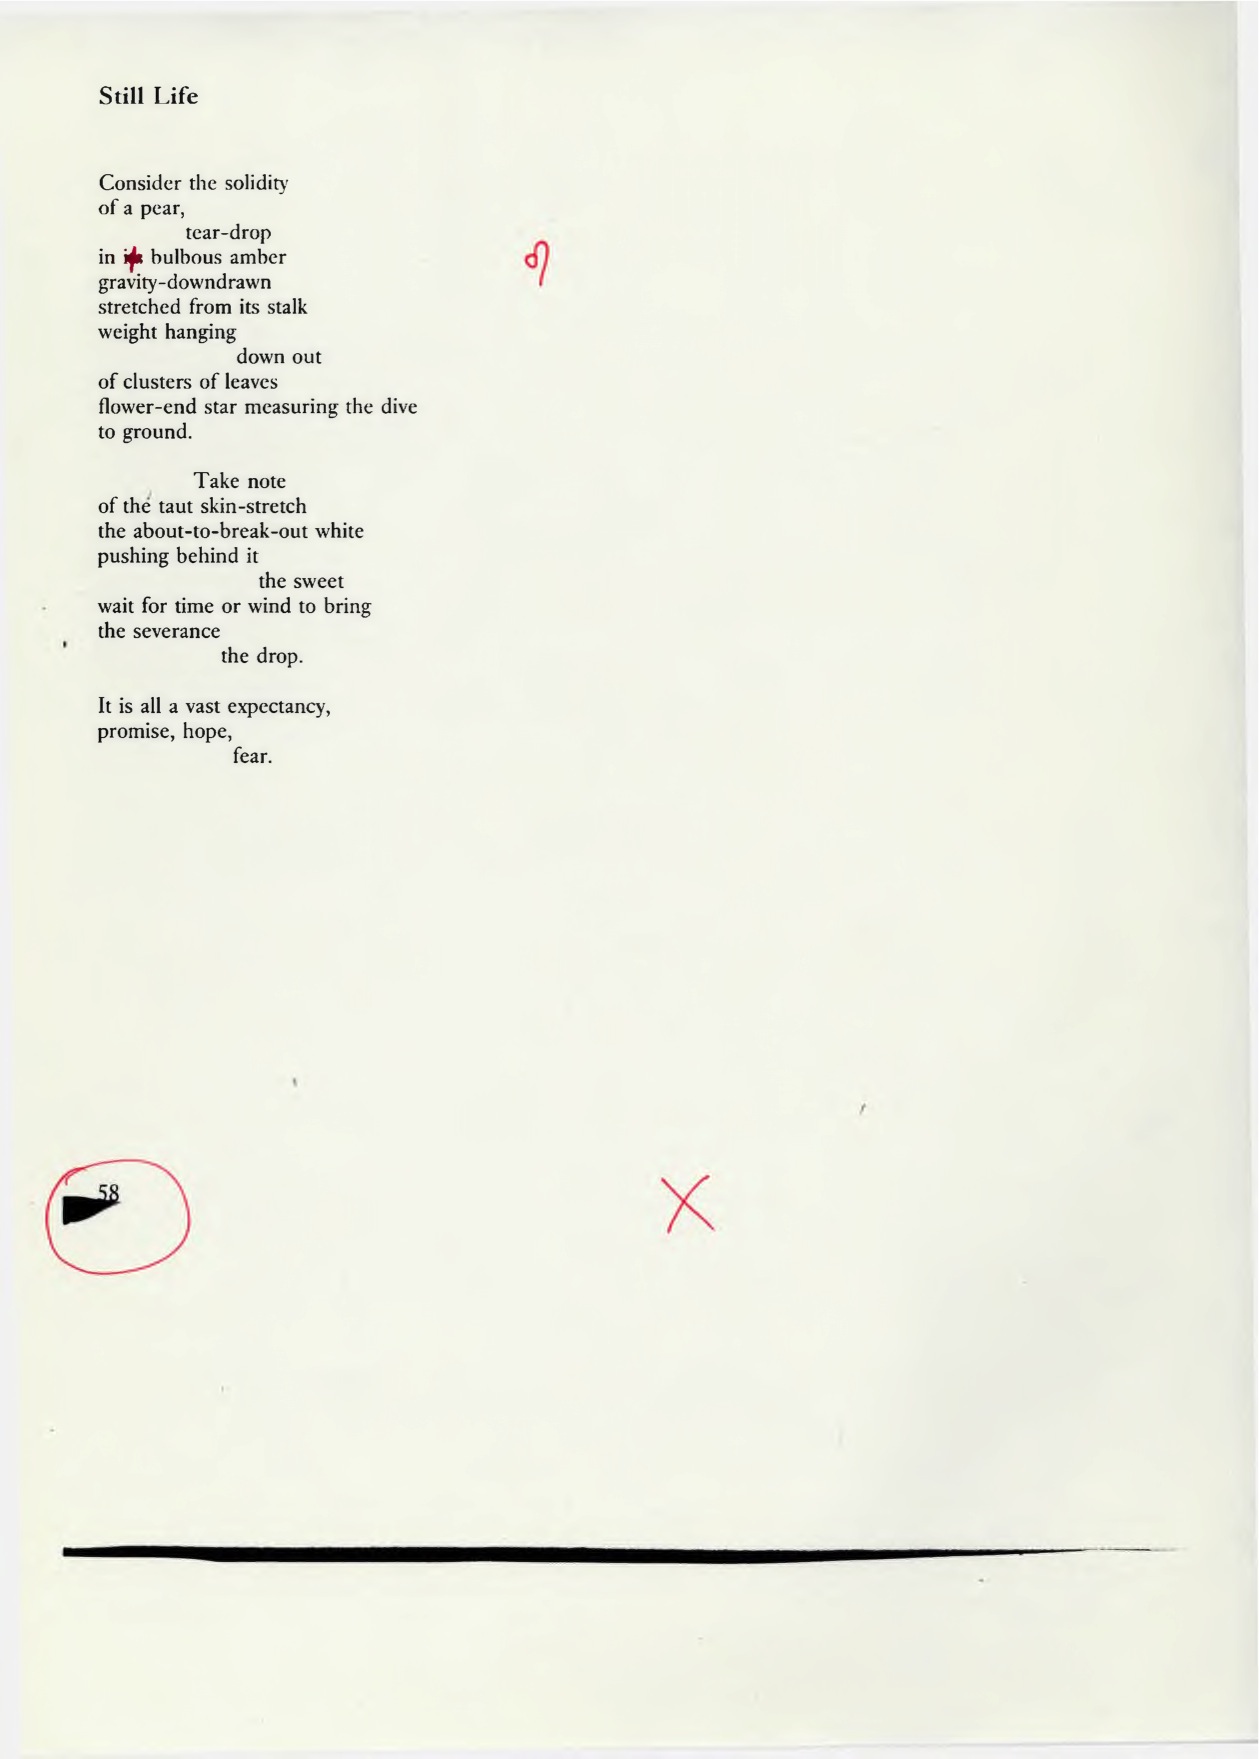 Still Life
Consider the solidity
of a pear,
tear-drop
in bulbous amber
gravity-downdrawn
stretched from its stalk
weight hanging
down out
of clusters of leaves
flower-end star measuring the dive
to ground.
Take note
of the taut skin-stretch
the about-to-break-out white
pushing behind it
the sweet
wait for time or wind to bring
the severance
the drop.
It is all a vast expectancy,
promise, hope,
fear.
58